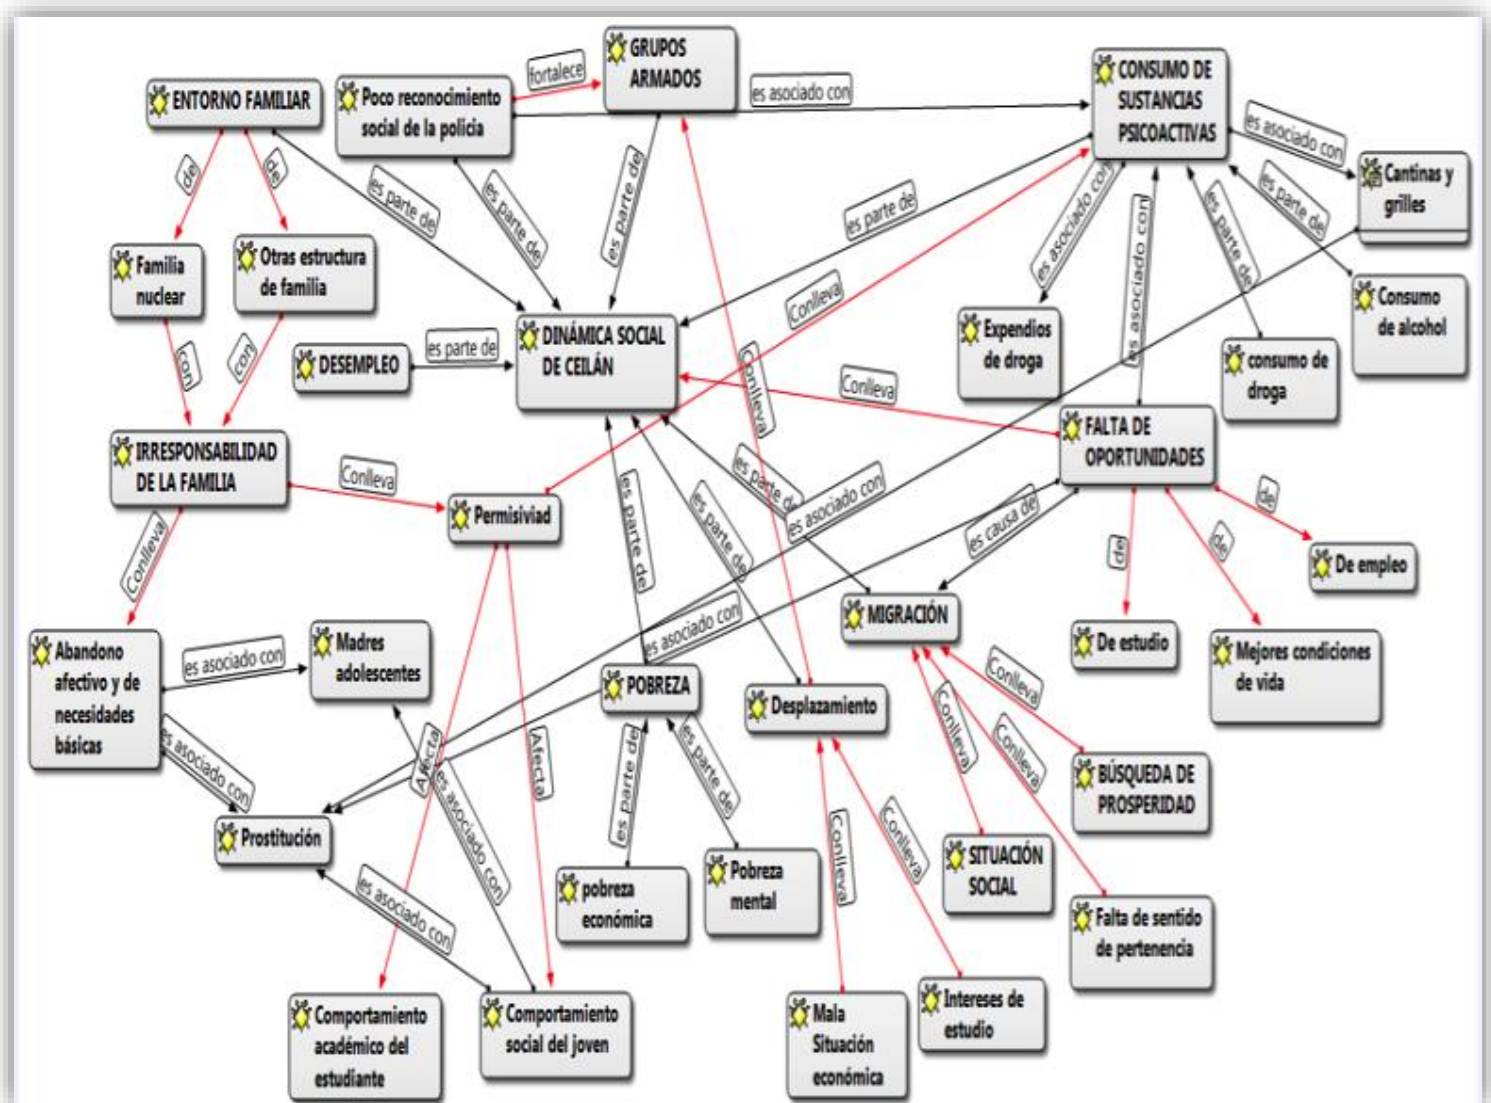 GRUPOS
ARMADOS
fortalece
CONSUMO DE
SUSTANCIAS
PSICOACTIVAS
es asociado con
ENTORNO FAMILIAR
Poco reconocimiento
social de la policia
es asociado con
Cantinas y
grilles
de
de
es parte de
es parte de
es parte de
es parte de
es asociado con
es asociado con
es parte de
es parte de
Familia
nuclear
Otras estructura
de familia
Conlleva
Consumo
de alcohol
DINÁMICA SOCIAL
DE CEILÁN
Expendios
de droga
consumo de
droga
con
con
DESEMPLEO
es parte de
Conlleva
Conlleva
FALTA DE
OPORTUNIDADES
IRRESPONSABILIDAD
DE LA FAMILIA
Conlleva
Permisiviad
es parte de
es parte de
es parte d
es asociado con
es causa de
de
de
de
De empleo
Conlleva
MIGRACIÓN
De estudio
Mejores condiciones
de vida
Abandono
afectivo y de
necesidades
básicas
es asociado con
Madres
adolescentes
es asociado con
POBREZA
Desplazamiento
Conlleva
Conlleva
Conlleva
es asociado con
Afecta
Afecta
es asociado con
es parte de
es parte de
BÚSQUEDA DE
PROSPERIDAD
Prostitución
Conlleva
Conlleva
SITUACIÓN
SOCIAL
pobreza
económica
Pobreza
mental
es asociado con
Falta de sentido
de pertenencia
Comportamiento
académico del
estudiante
Comportamiento
social del joven
Mala
Situación
económica
Intereses de
estudio